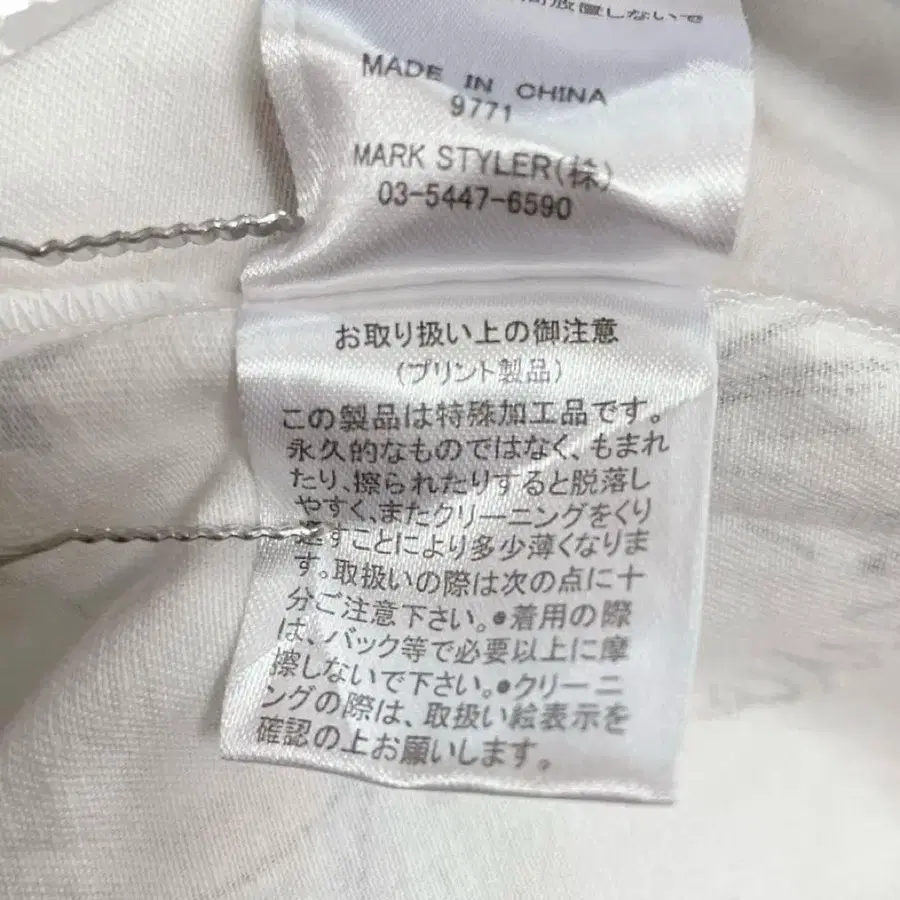 放置しないで
MADE IN CHINA
9771
MARK STYLER(株)
03-5447-6590
お取り扱い上の御注意
(プリント製品)
この製品は特殊加工品です。
永久的なものではなく、もまれ
たり、擦られたりすると脱落し
やすく、またクリーニングをくり
返すことにより多少薄くなりま
す。取扱いの際は次の点に十
分ご注意下さい。●着用の際
は、バック等で必要以上に摩
擦しないで下さい。●クリーニ
ングの際は、取扱い絵表示を
確認の上お願いします。